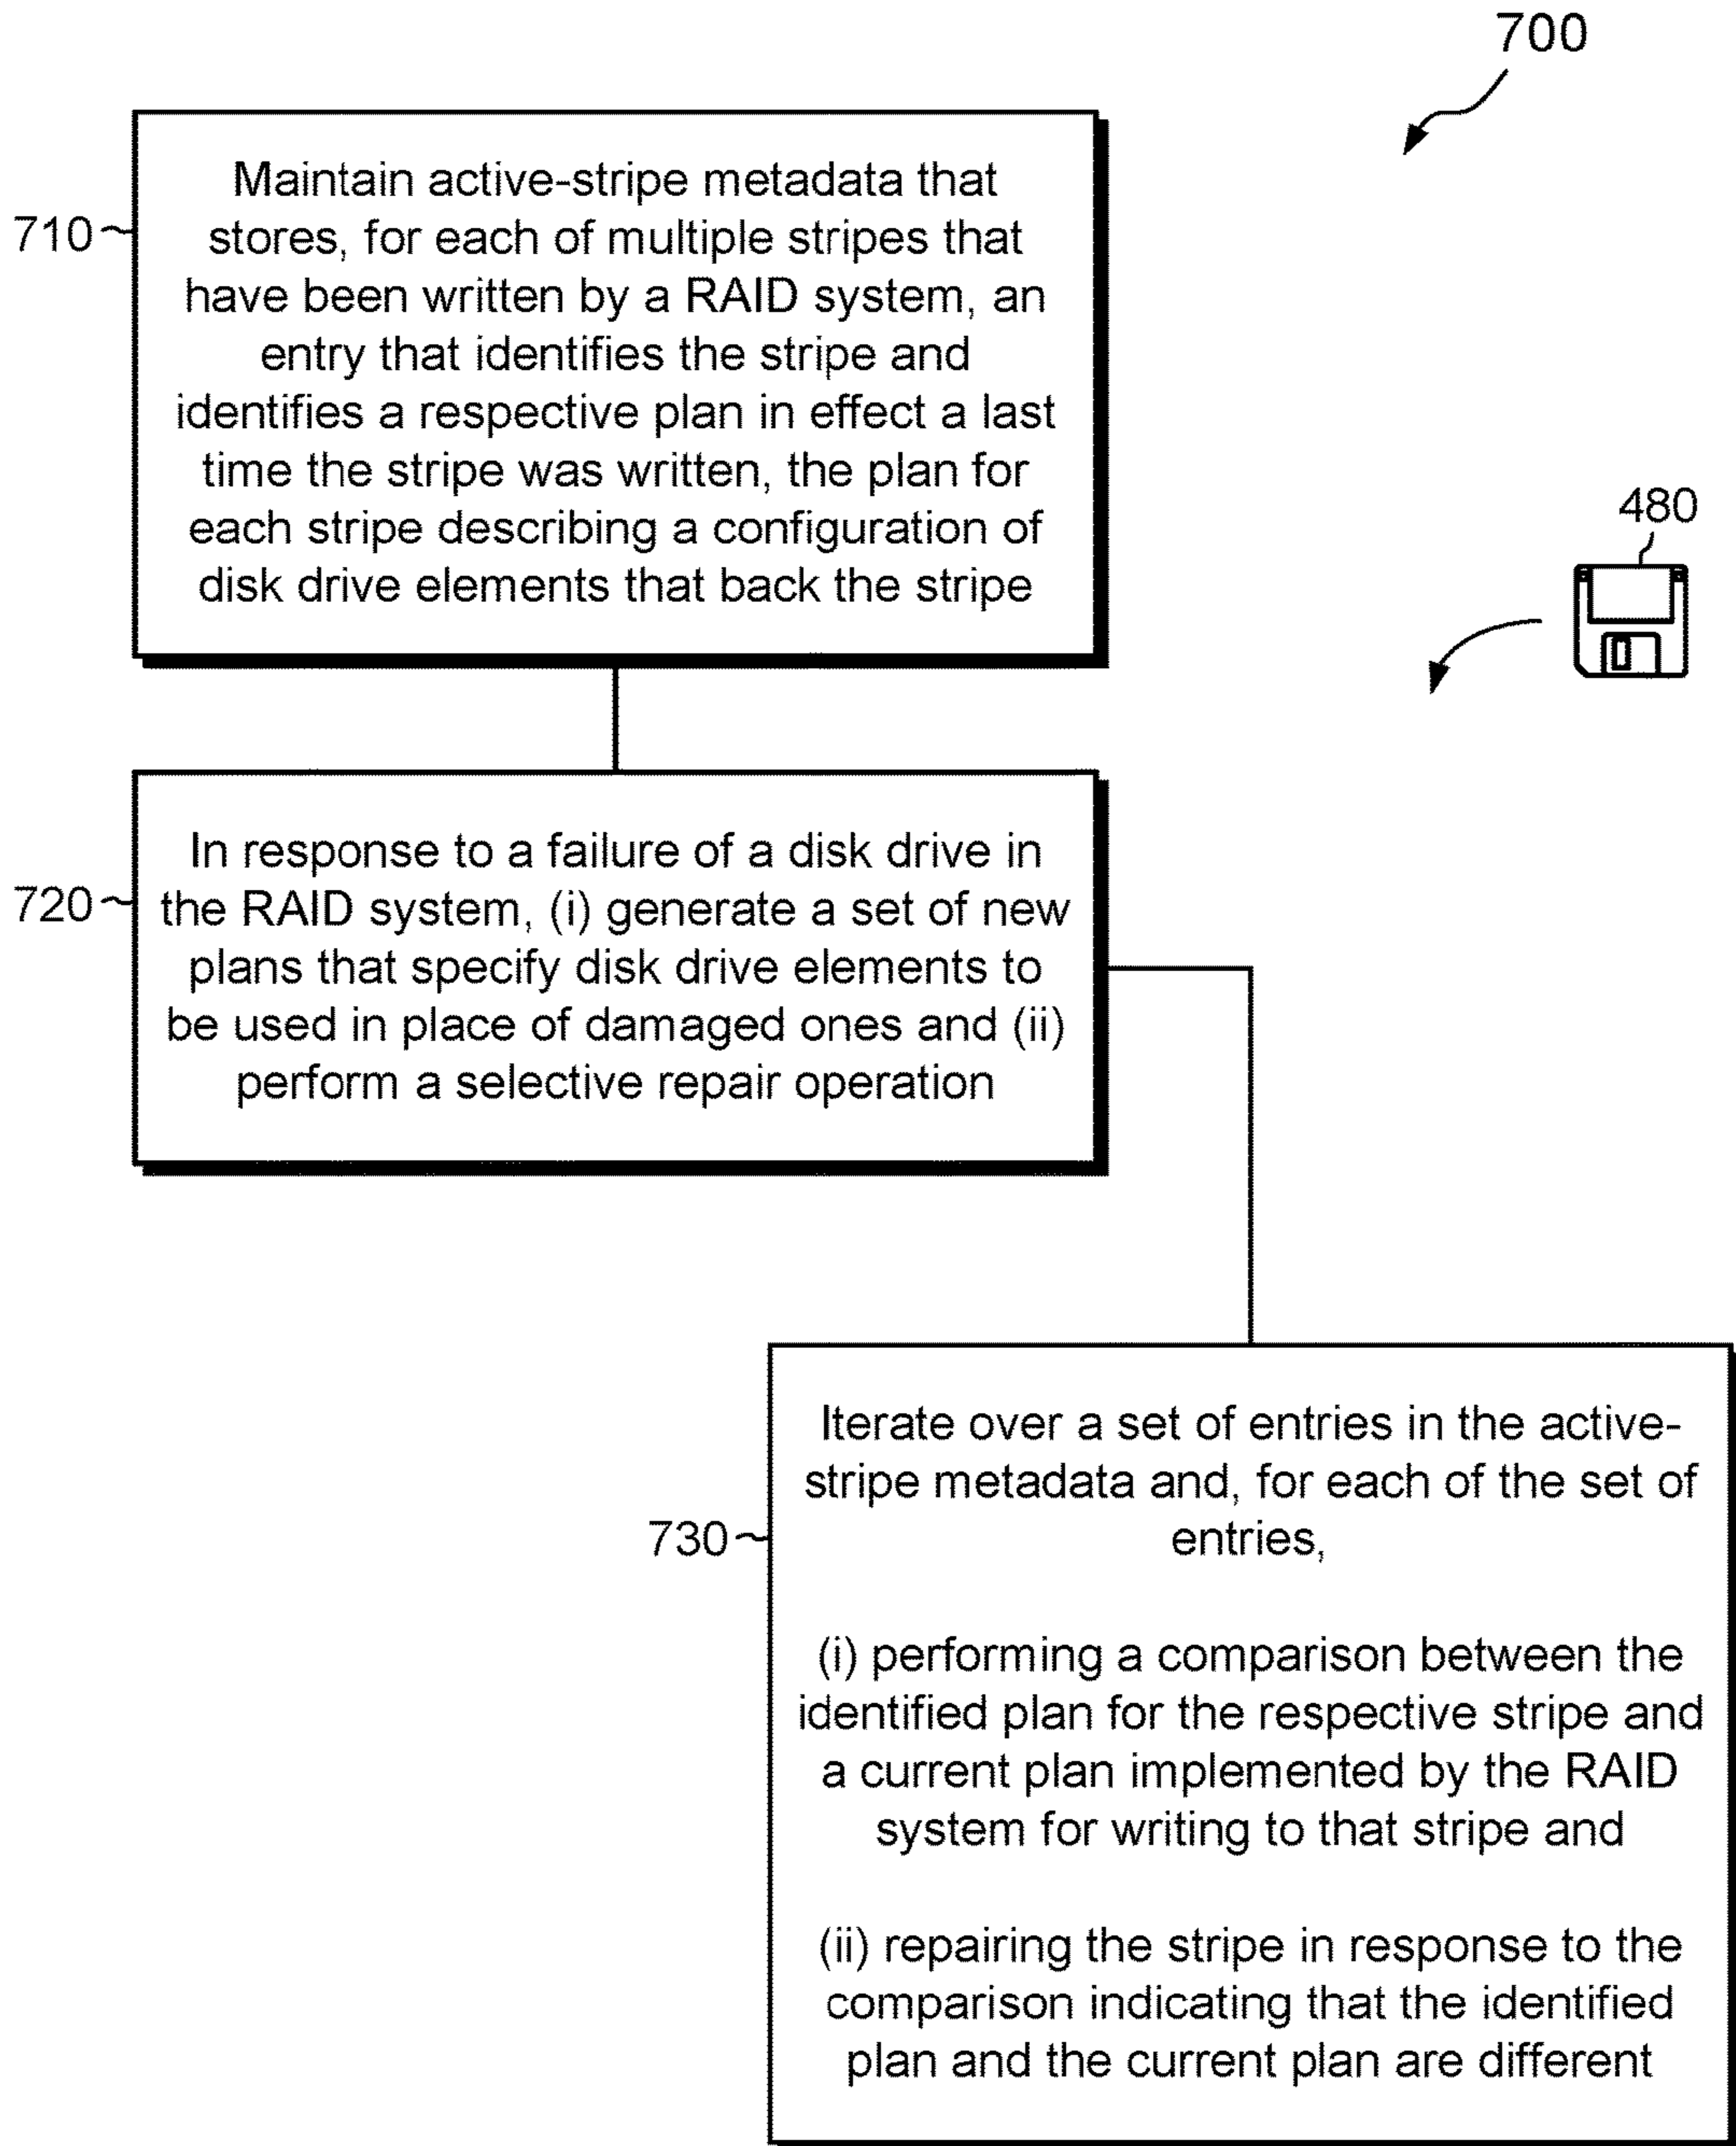 700
710
Maintain active-stripe metadata that
stores, for each of multiple stripes that
have been written by a RAID system, an
entry that identifies the stripe and
identifies a respective plan in effect a last
time the stripe was written, the plan for
each stripe describing a configuration of
disk drive elements that back the stripe
480
720
In response to a failure of a disk drive in
the RAID system, (i) generate a set of new
plans that specify disk drive elements to
be used in place of damaged ones and (ii)
perform a selective repair operation
730
Iterate over a set of entries in the active-
stripe metadata and, for each of the set of
entries,
(i) performing a comparison between the
identified plan for the respective stripe and
a current plan implemented by the RAID
system for writing to that stripe and
(ii) repairing the stripe in response to the
comparison indicating that the identified
plan and the current plan are different